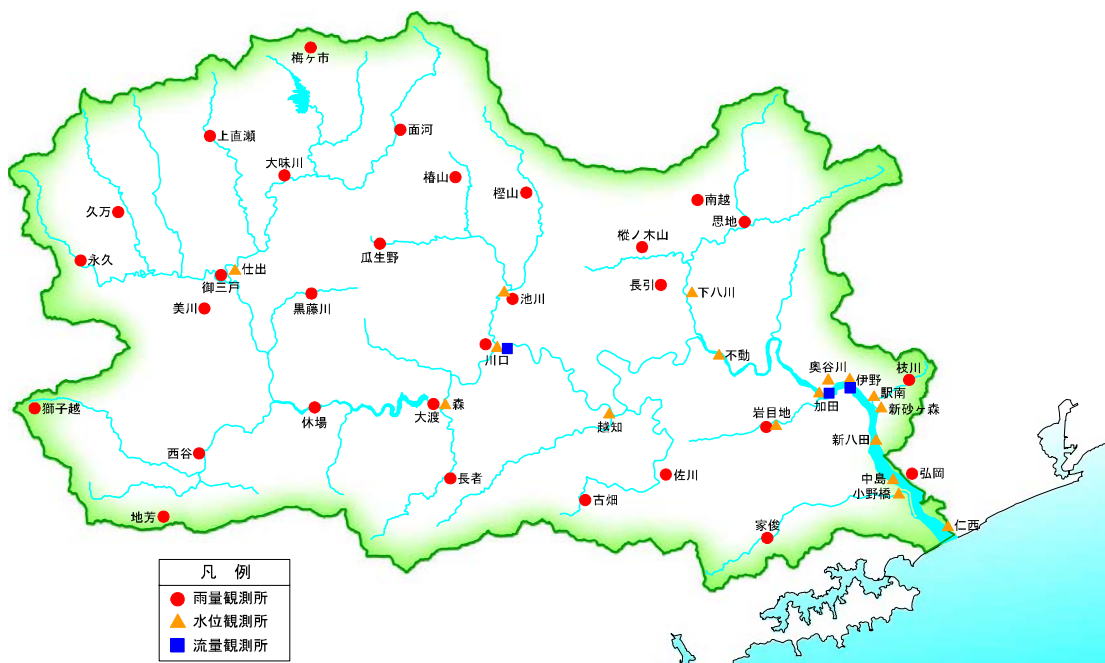 梅ヶ市
上直瀬
面河
大味川
椿山
樫山
久万
南越
思地
樅ノ木山
永久
瓜生野
仕出
御三戸
長引
美川
黒藤川
池川
下八川
川口
不動
奥谷川
伊野
枝川
駅南
加田
新砂ヶ森
獅子越
休場
大渡
森
越知
岩目地
新八田
西谷
長者
佐川
弘岡
中島
小野橋
古畑
地芳
家俊
仁西
凡 例
雨量観測所
水位観測所
流量観測所